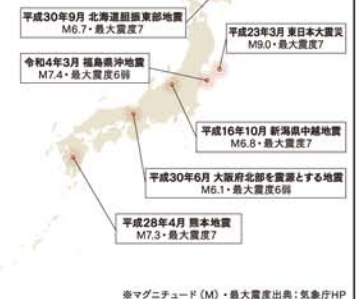 平成30年9月 北海道胆振東部地震
M6.7・最大震度7
平成23年3月 東日本大震災
M9.0・最大震度7
令和4年3月 福島県沖地震
M7.4・最大震度6弱
平成16年10月 新潟県中越地震
M6.8・最大震度7
平成30年6月 大阪府北部を震源とする地震
M6.1・最大震度6弱
平成28年4月 熊本地震
M7.3・最大震度7
※マグニチュード（M）・最大震度出典：気象庁HP